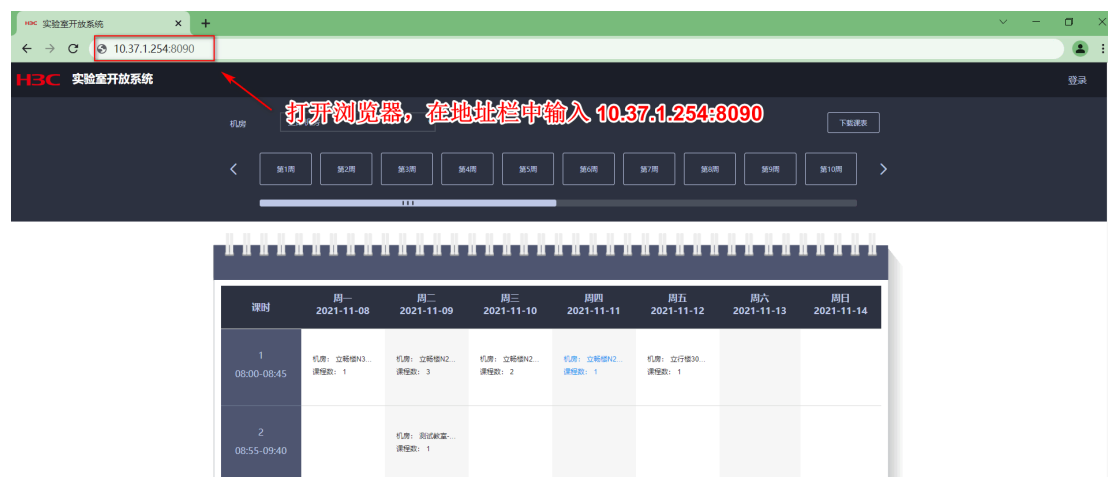 H3C 实验室开放系统
10.37.1.254:8090
H3C 实验室开放系统
登录
打开浏览器，在地址栏中输入 10.37.1.254:8090
机房
下载课表
第1周 第2周 第3周 第4周 第5周 第6周 第7周 第8周 第9周 第10周
课时 周一 周二 周三 周四 周五 周六 周日
2021-11-08 2021-11-09 2021-11-10 2021-11-11 2021-11-12 2021-11-13 2021-11-14
1
08:00-08:45
机房： 立畅楼N3... 机房： 立畅楼N2... 机房： 立畅楼N2... 机房： 立畅楼N2... 机房： 立行楼30...
课程数： 1 课程数： 3 课程数： 2 课程数： 1 课程数： 1
2
08:55-09:40
机房： 测试教室-...
课程数： 1